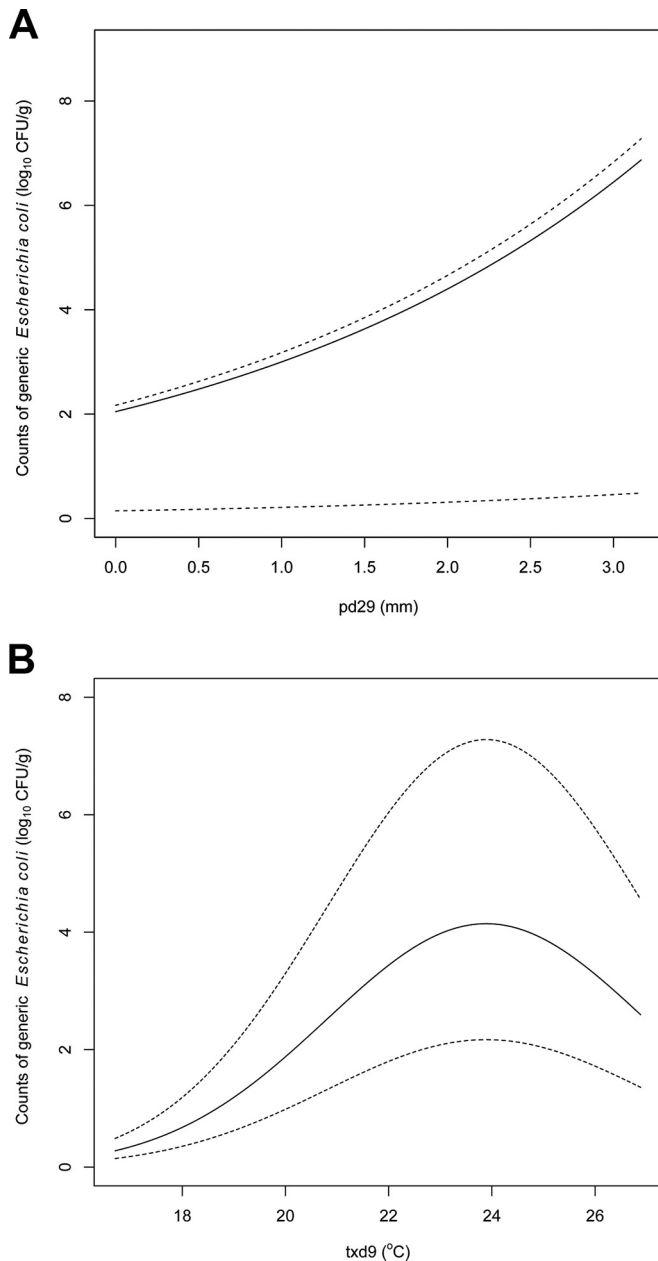 A
Counts of generic Escherichia coli (log10 CFU/g)
8
6
4
2
0
0.0 0.5 1.0 1.5 2.0 2.5 3.0
pd29 (mm)
B
Counts of generic Escherichia coli (log10 CFU/g)
8
6
4
2
0
18 20 22 24 26
txd9 (°C)